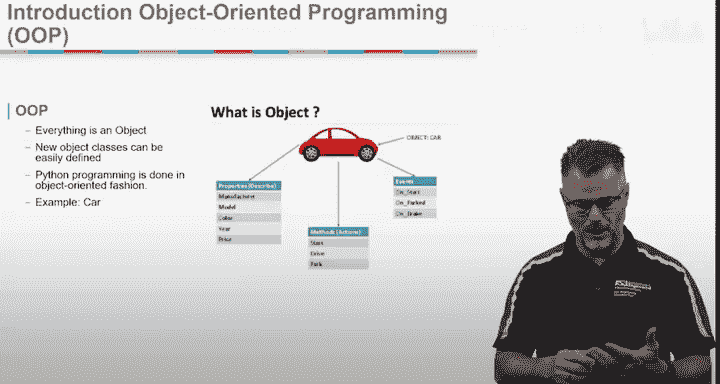 Introduction Object-Oriented Programming
(OOP)
OOP
– Everything is an Object
– New object classes can be
easily defined
– Python programming is done in
object-oriented fashion.
– Example: Car
What is Object ?
OBJECT: CAR
Properties (Describe)
Manufacturer
Model
Color
Year
Price
Methods (Actions)
Start
Drive
Park
Events
On_Start
On_Parked
On_Brake